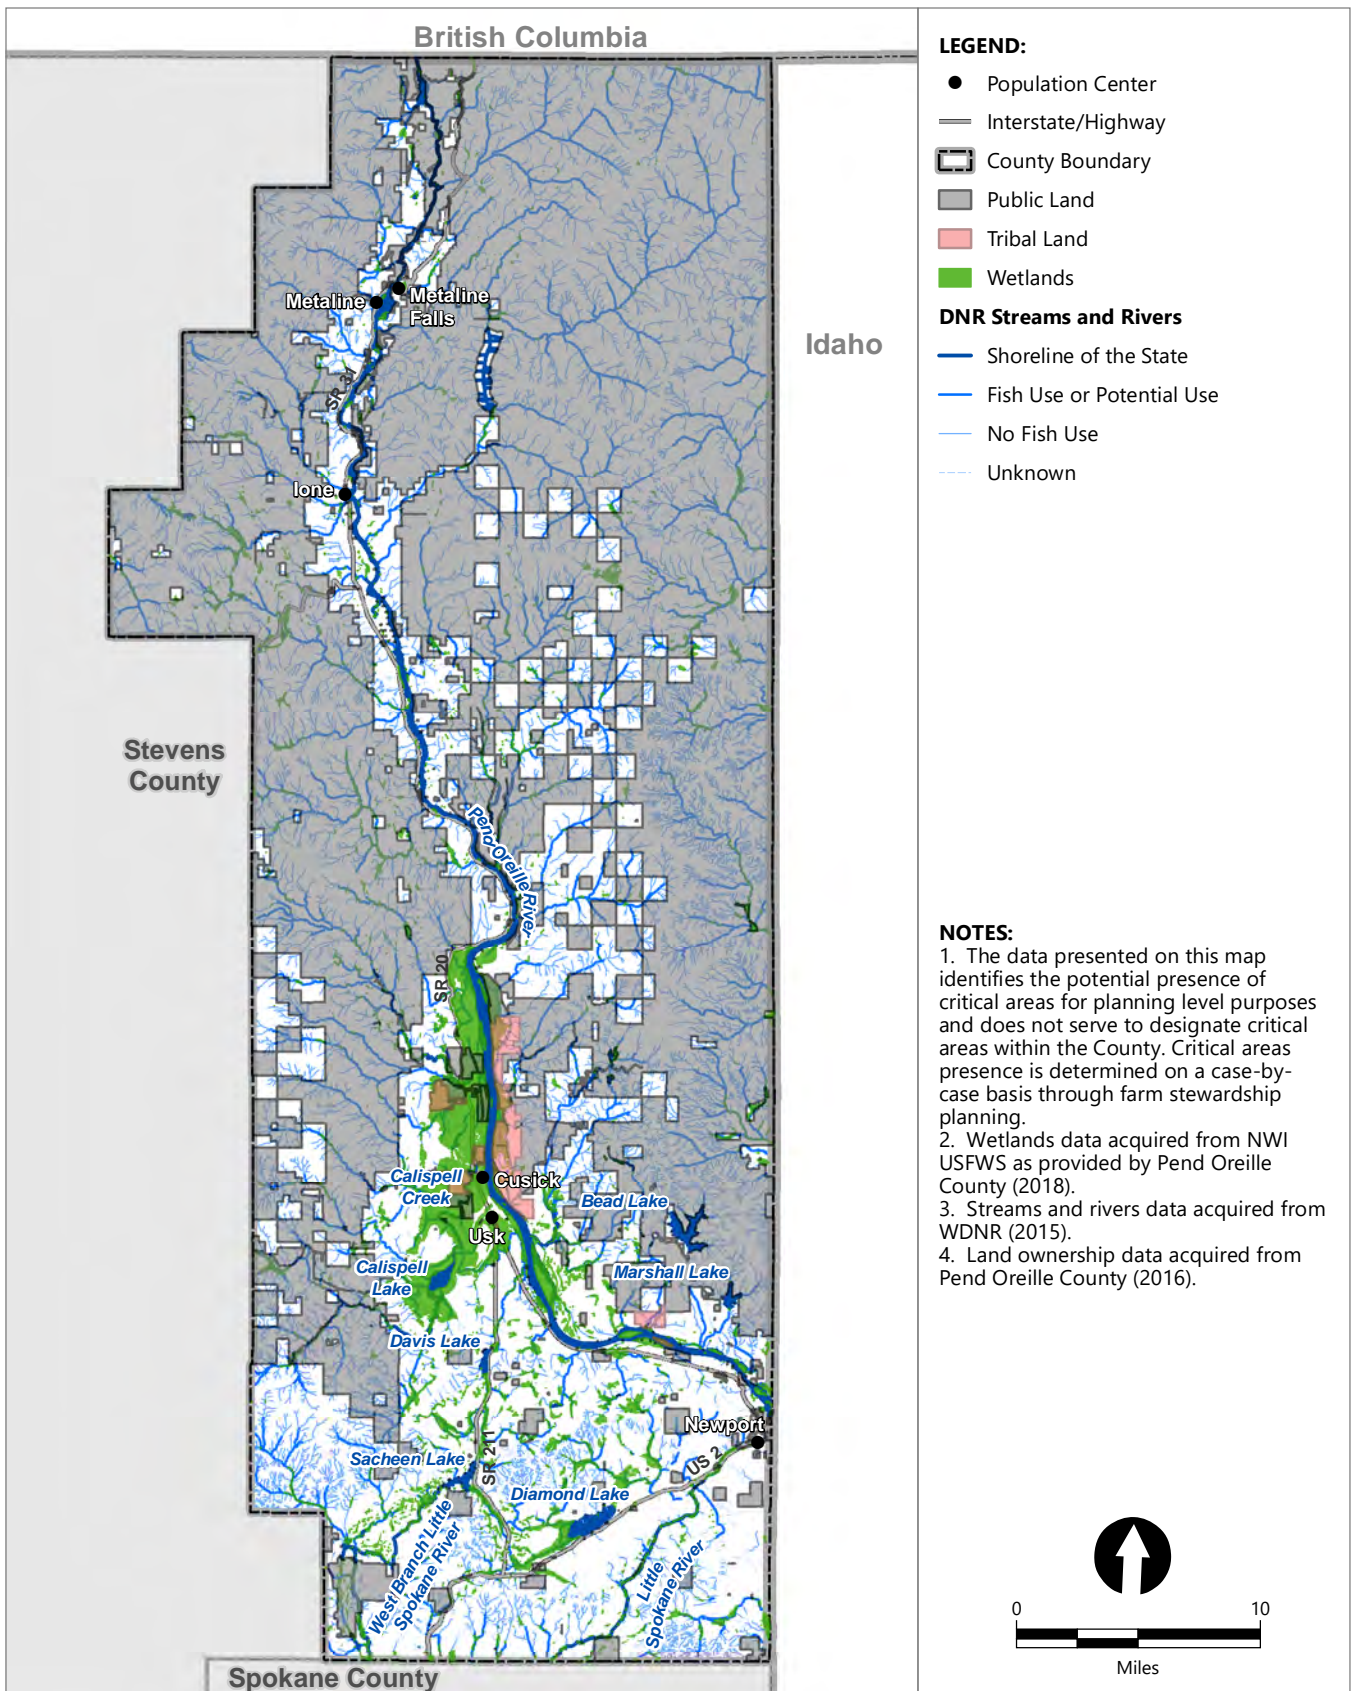 British Columbia
Idaho
Stevens
County
Spokane County
Metaline
Metaline
Falls
SR 31
Ione
Pend Oreille River
SR 20
Calispell
Creek
Cusick
Usk
Bead Lake
Calispell
Lake
Marshall Lake
Davis Lake
Newport
US 2
Sacheen Lake
SR 211
Diamond Lake
West Branch Little
Spokane River
Little
Spokane River
LEGEND:
Population Center
Interstate/Highway
County Boundary
Public Land
Tribal Land
Wetlands
DNR Streams and Rivers
Shoreline of the State
Fish Use or Potential Use
No Fish Use
Unknown
NOTES:
1. The data presented on this map
identifies the potential presence of
critical areas for planning level purposes
and does not serve to designate critical
areas within the County. Critical areas
presence is determined on a case-by-
case basis through farm stewardship
planning.
2. Wetlands data acquired from NWI
USFWS as provided by Pend Oreille
County (2018).
3. Streams and rivers data acquired from
WDNR (2015).
4. Land ownership data acquired from
Pend Oreille County (2016).
0 10
Miles